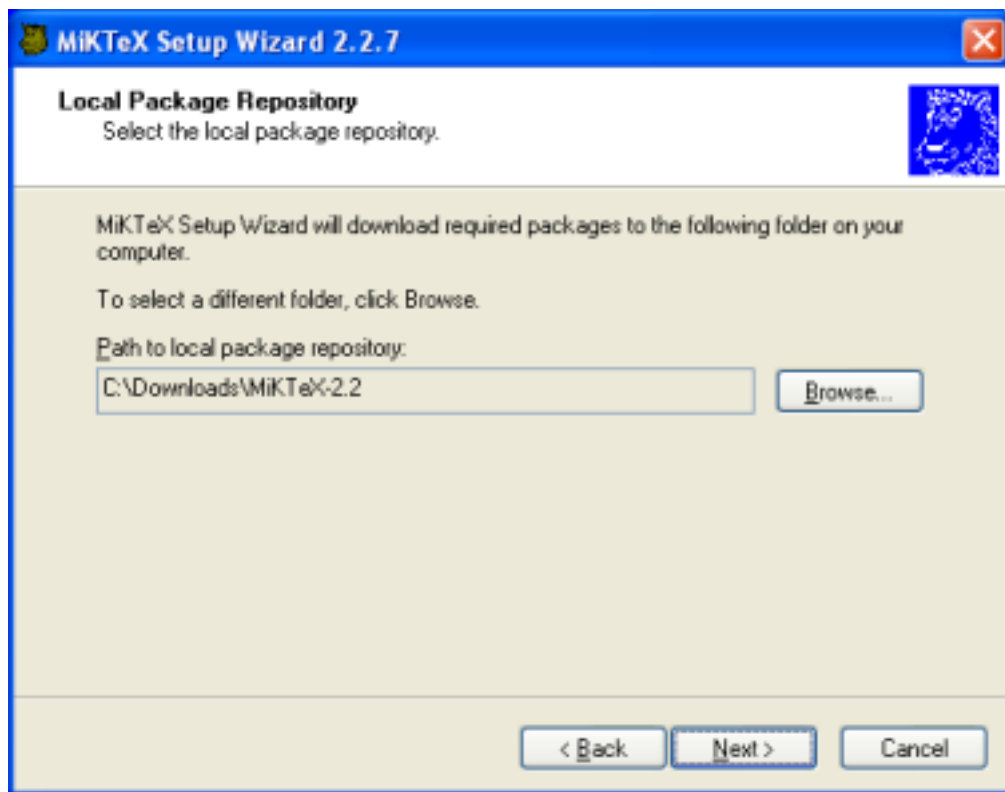 MiKTeX Setup Wizard 2.2.7
Local Package Repository
Select the local package repository.
MiKTeX Setup Wizard will download required packages to the following folder on your
computer.
To select a different folder, click Browse.
Path to local package repository:
C:\Downloads\MiKTeX-2.2
Browse...
< Back
Next >
Cancel